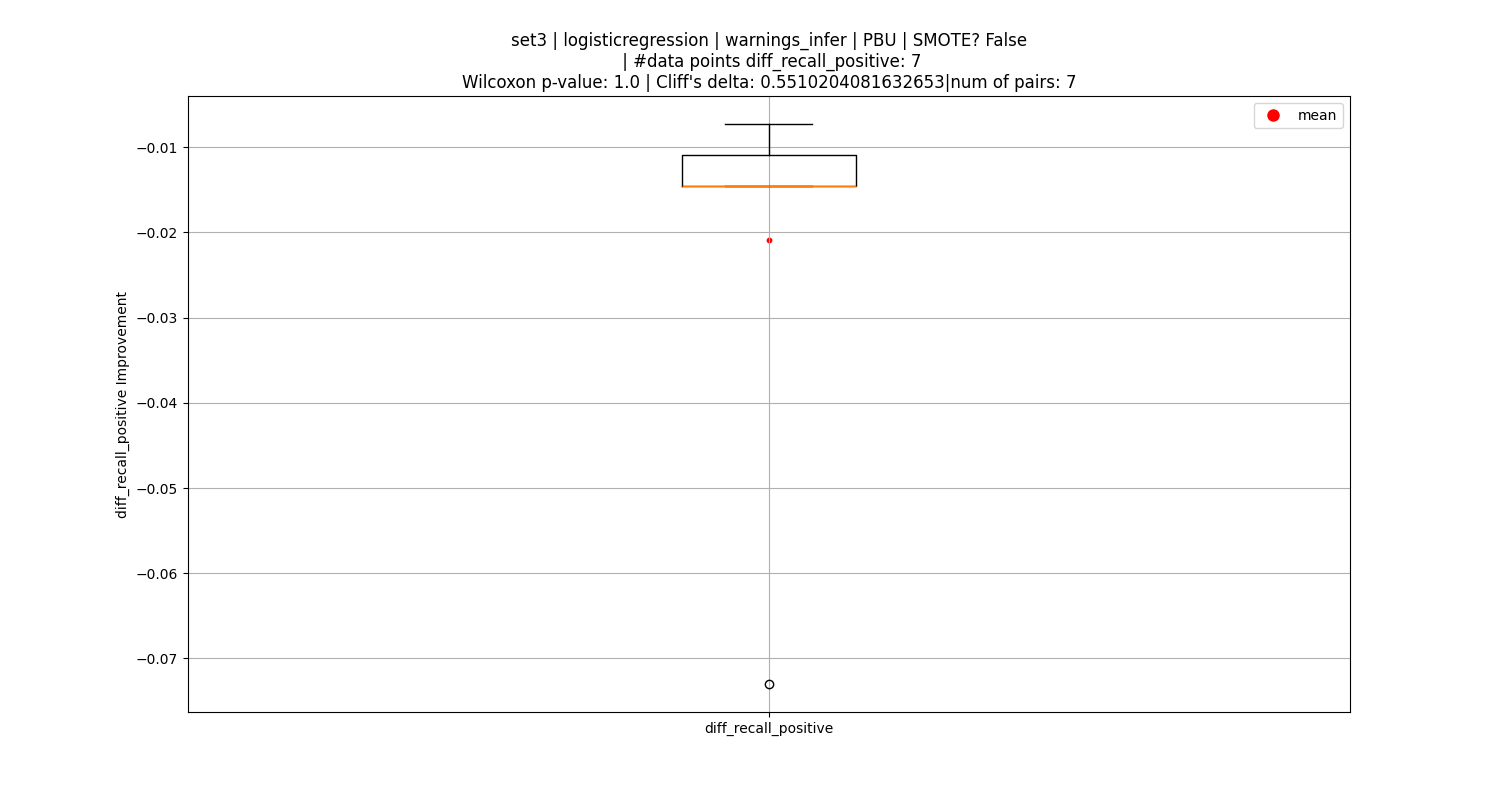 set3 | logisticregression | warnings_infer | PBU | SMOTE? False
| #data points diff_recall_positive: 7
Wilcoxon p-value: 1.0 | Cliff's delta: 0.5510204081632653|num of pairs: 7
mean
−0.01
−0.02
−0.03
−0.04
−0.05
−0.06
−0.07
diff_recall_positive Improvement
diff_recall_positive